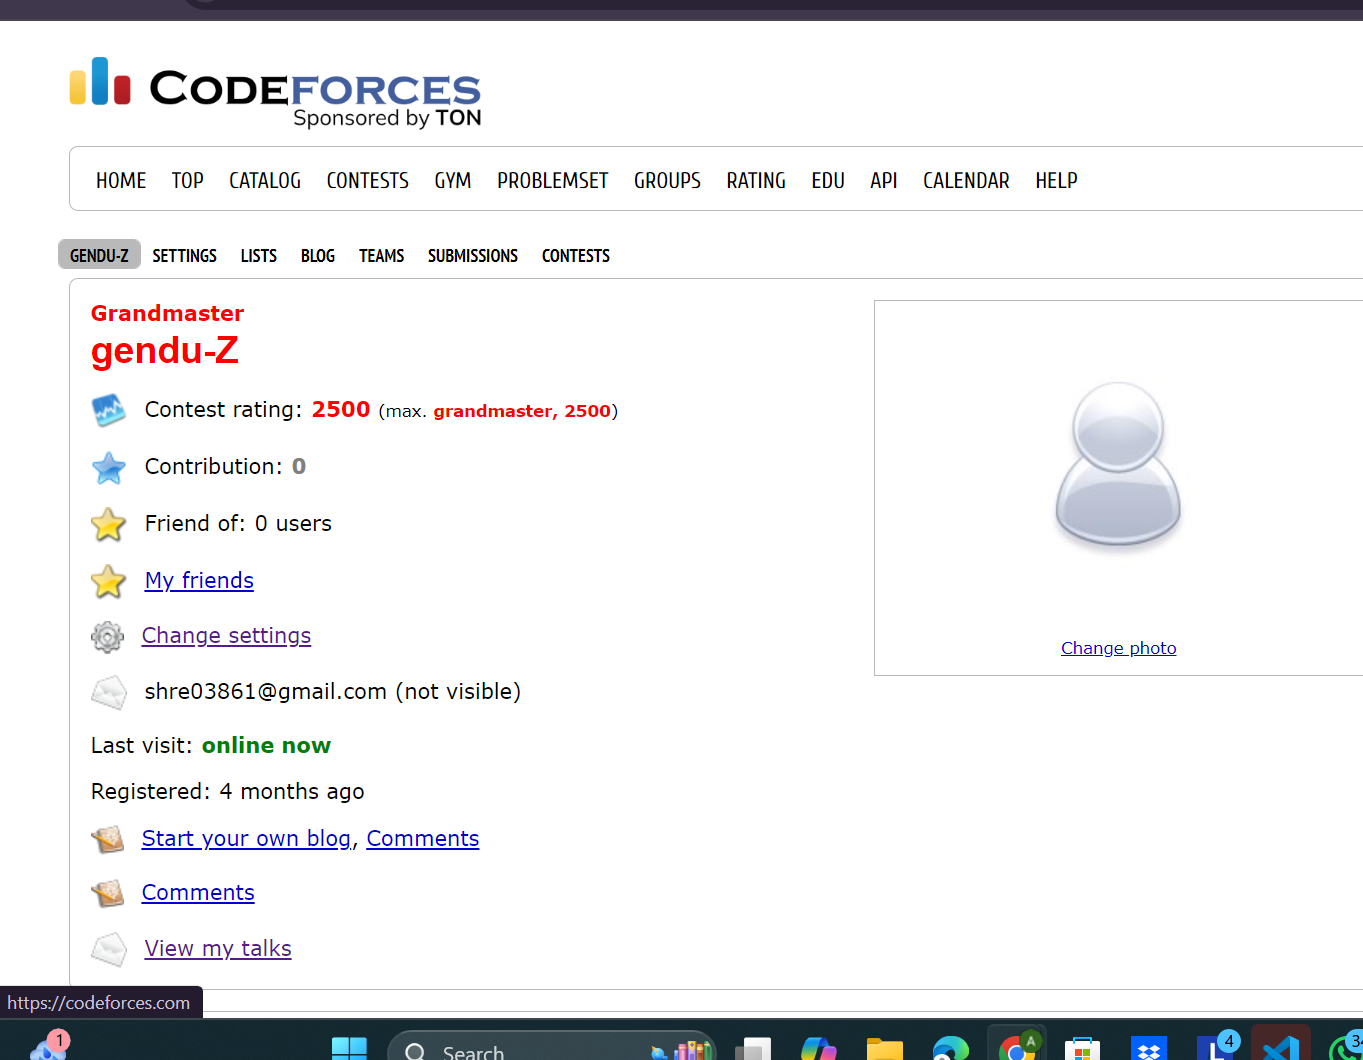 CODEFORCES
Sponsored by TON
HOME TOP CATALOG CONTESTS GYM PROBLEMSET GROUPS RATING EDU API CALENDAR HELP
GENDU-Z SETTINGS LISTS BLOG TEAMS SUBMISSIONS CONTESTS
Grandmaster
gendu-Z
Contest rating: 2500 (max. grandmaster, 2500)
Contribution: 0
Friend of: 0 users
My friends
Change settings
shre03861@gmail.com (not visible)
Last visit: online now
Registered: 4 months ago
Start your own blog, Comments
Comments
View my talks
Change photo
https://codeforces.com
1
Search
A
4